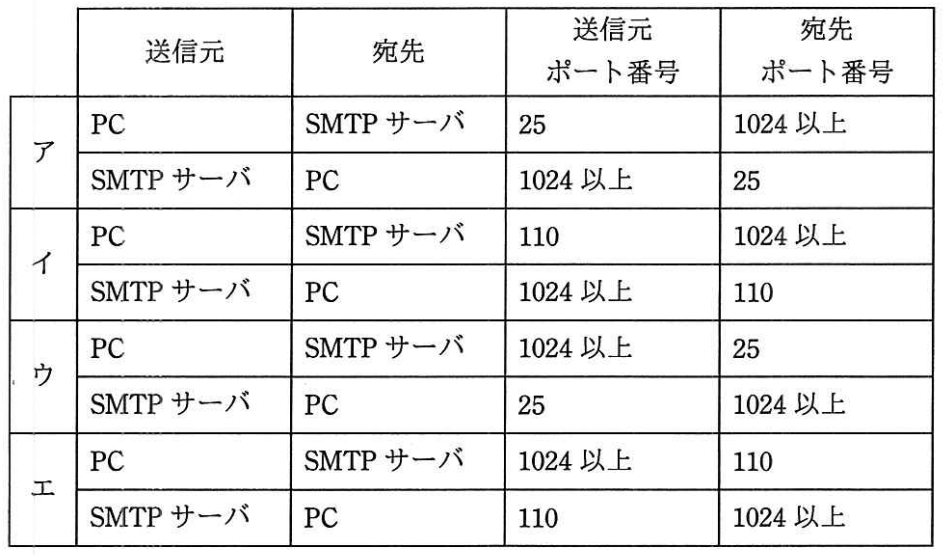 送信元 宛先 送信元 ポート番号 宛先 ポート番号
ア PC SMTP サーバ 25 1024 以上
SMTP サーバ PC 1024 以上 25
イ PC SMTP サーバ 110 1024 以上
SMTP サーバ PC 1024 以上 110
ウ PC SMTP サーバ 1024 以上 25
SMTP サーバ PC 25 1024 以上
エ PC SMTP サーバ 1024 以上 110
SMTP サーバ PC 110 1024 以上